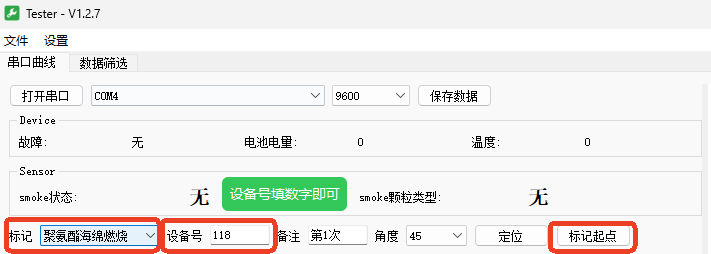 Tester - V1.2.7
文件 设置
串口曲线 数据筛选
打开串口 COM4 9600 保存数据
Device
故障: 无 电池电量: 0 温度: 0
Sensor
smoke状态: 无 设备号填数字即可 smoke颗粒类型: 无
标记 聚氨酯海绵燃烧 设备号 118 备注 第1次 角度 45 定位 标记起点